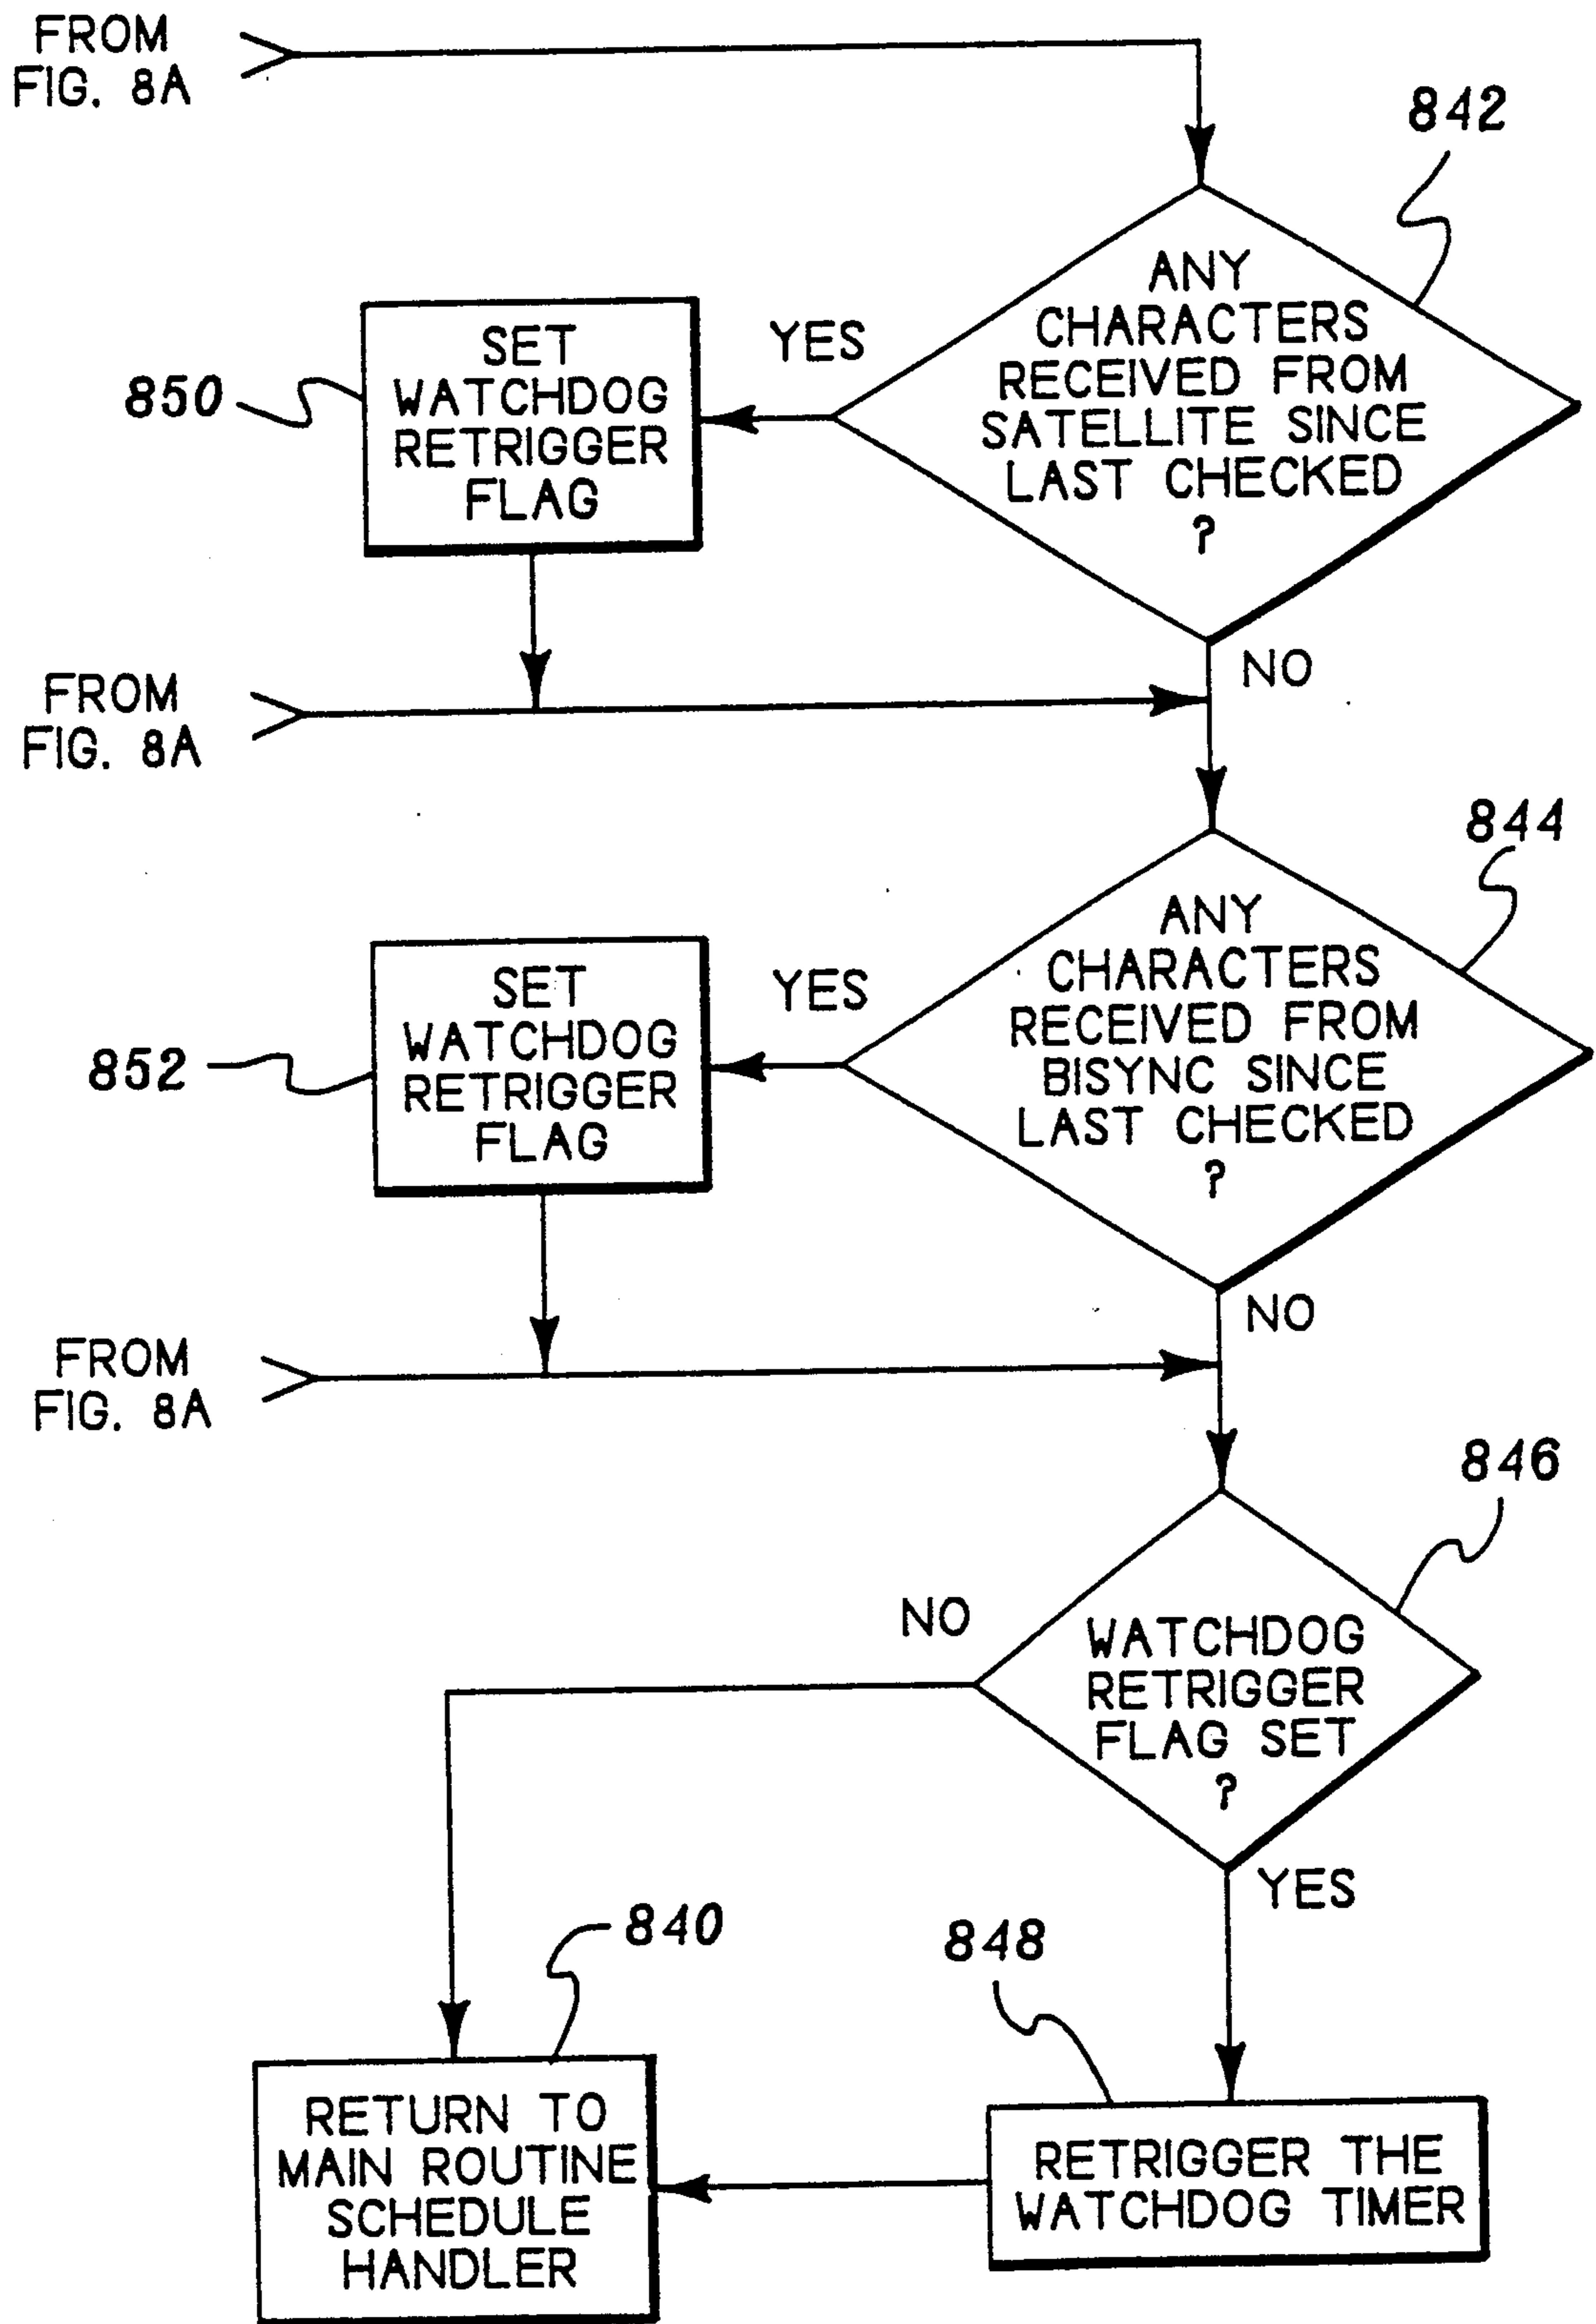 FROM
FIG. 8A
842
ANY
CHARACTERS
RECEIVED FROM
SATELLITE SINCE
LAST CHECKED
?
YES
SET
WATCHDOG
RETRIGGER
FLAG
850
NO
FROM
FIG. 8A
844
ANY
CHARACTERS
RECEIVED FROM
BISYNC SINCE
LAST CHECKED
?
YES
SET
WATCHDOG
RETRIGGER
FLAG
852
NO
FROM
FIG. 8A
846
WATCHDOG
RETRIGGER
FLAG SET
?
NO
YES
840
848
RETURN TO
MAIN ROUTINE
SCHEDULE
HANDLER
RETRIGGER THE
WATCHDOG TIMER